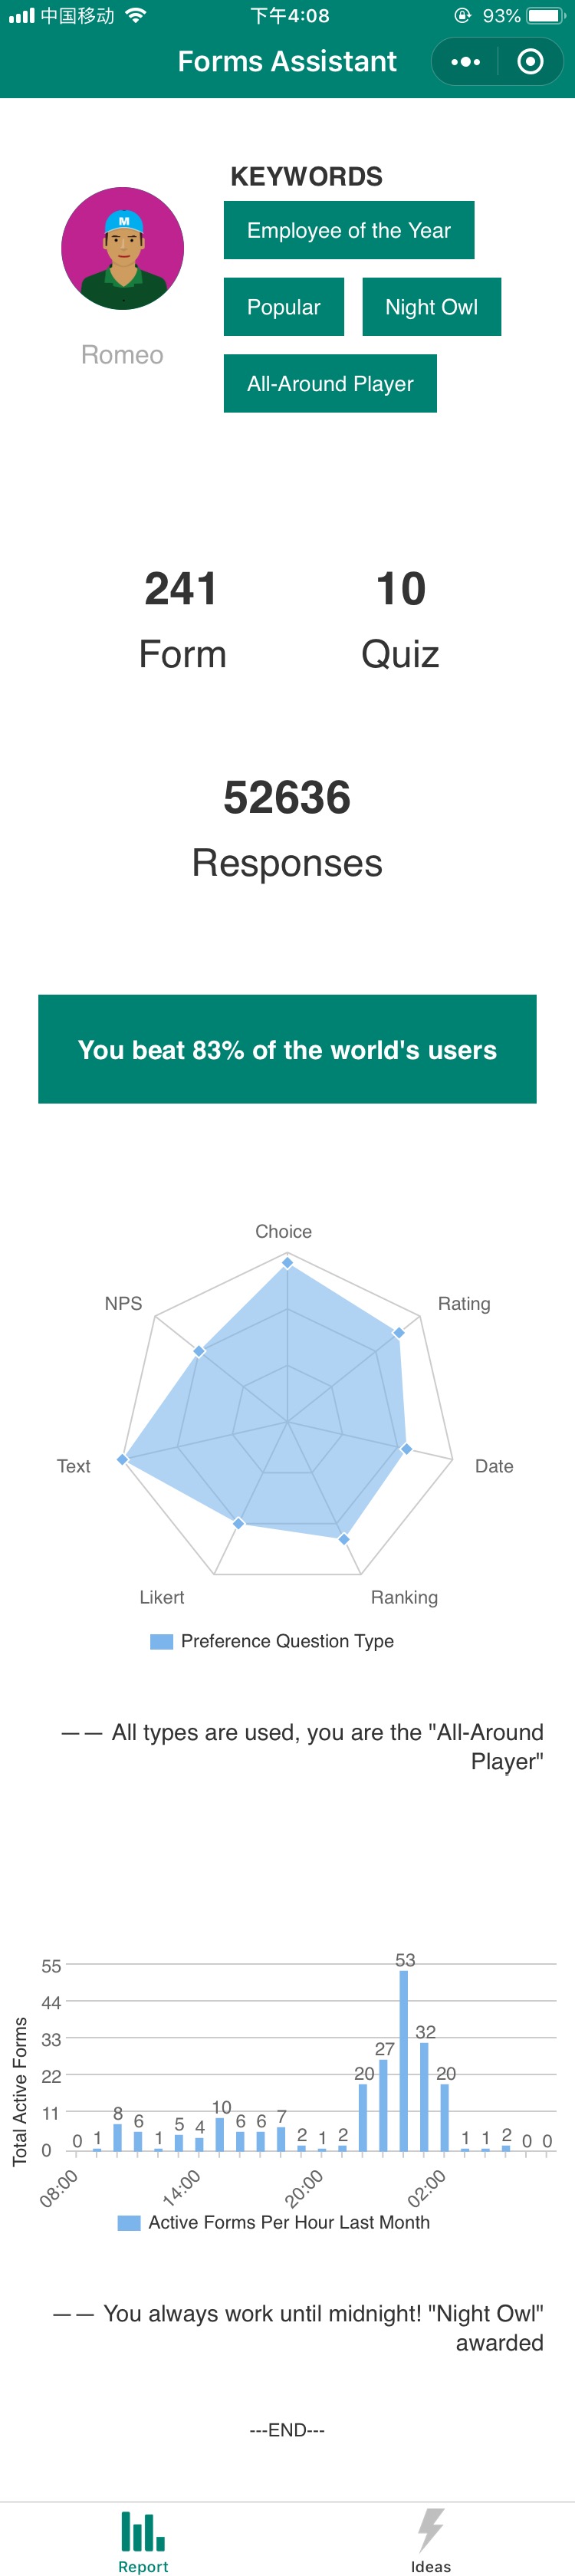 中国移动 下午4:08 93%
Forms Assistant
KEYWORDS
Employee of the Year
M
Popular Night Owl
Romeo
All-Around Player
241 10
Form Quiz
52636
Responses
You beat 83% of the world's users
Choice
NPS Rating
Text Date
Likert Ranking
Preference Question Type
—— All types are used, you are the "All-Around
Player"
Total Active Forms
55
44
33
22
11
0
0 1 8 6 1 5 4 10 6 6 7 2 1 2 20 27 53 32 20 1 1 2 0 0
08:00 14:00 20:00 02:00
Active Forms Per Hour Last Month
—— You always work until midnight! "Night Owl"
awarded
---END---
Report Ideas